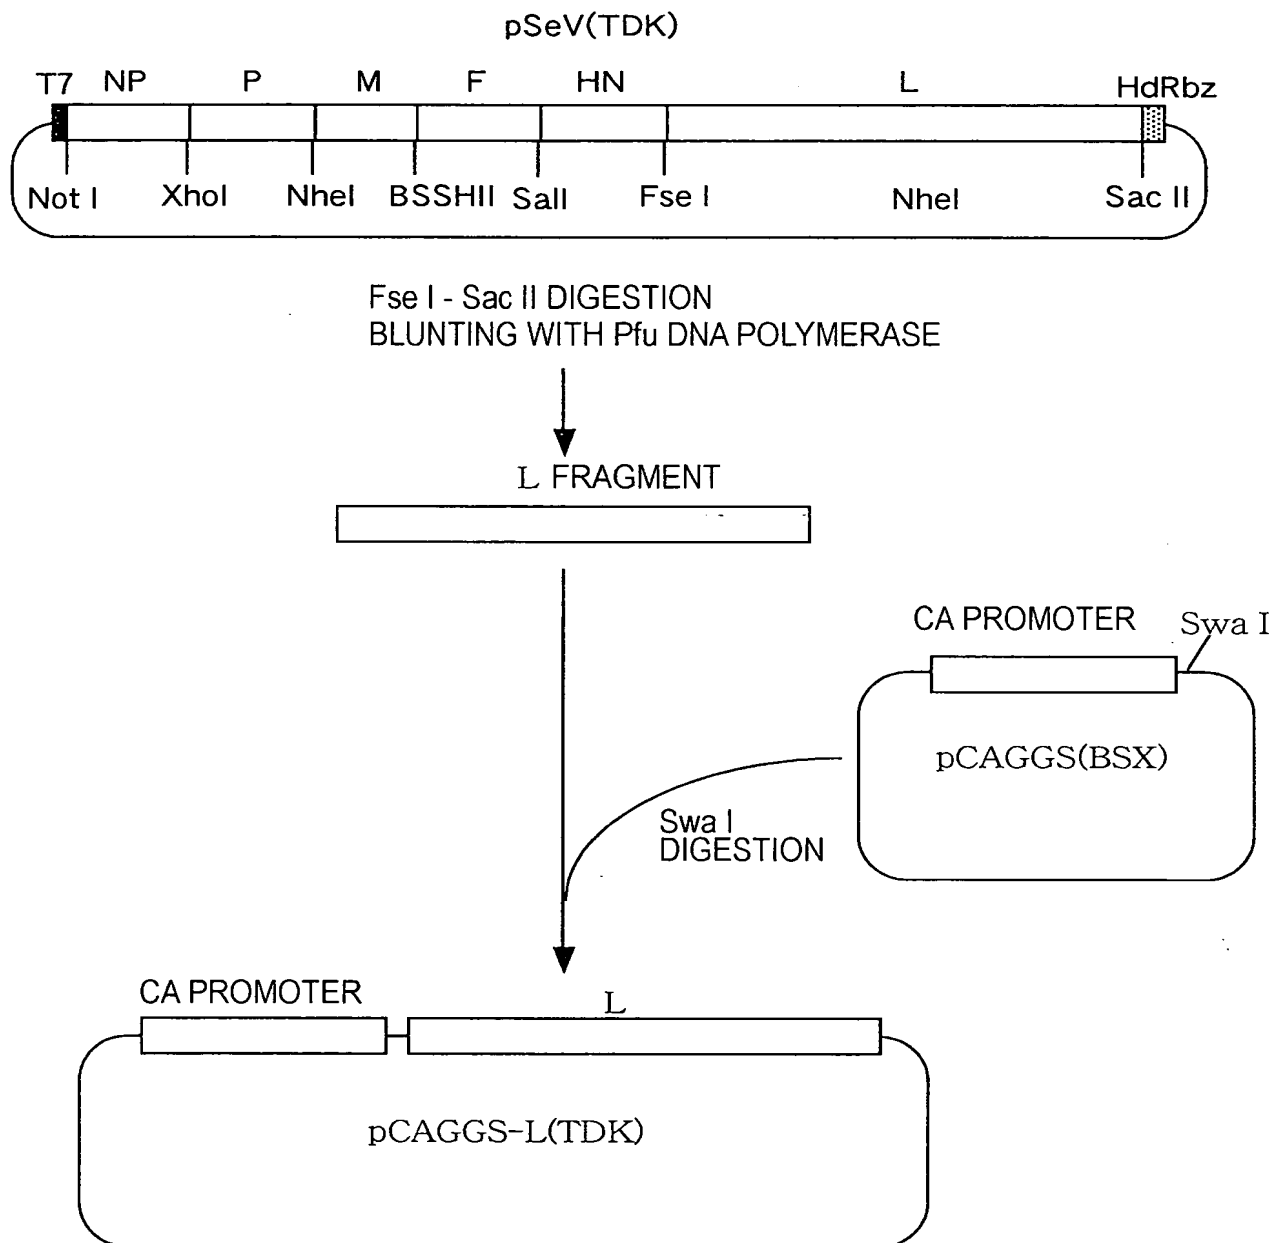 pSeV(TDK)
T7 NP P M F HN L HdRbz
Not I XhoI NheI BSSHII SalI Fse I NheI Sac II
Fse I - Sac II DIGESTION
BLUNTING WITH Pfu DNA POLYMERASE
L FRAGMENT
CA PROMOTER Swa I
pCAGGS(BSX)
Swa I
DIGESTION
CA PROMOTER L
pCAGGS-L(TDK)